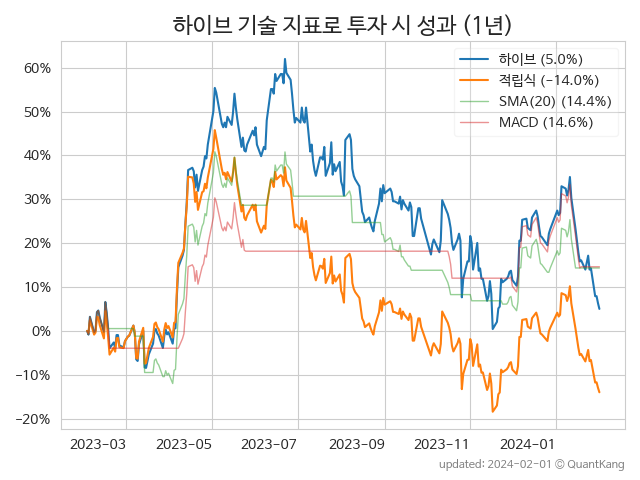 하이브 기술 지표로 투자 시 성과 (1년)
하이브 (5.0%)
적립식 (−14.0%)
SMA(20) (14.4%)
MACD (14.6%)
60%
50%
40%
30%
20%
10%
0%
−10%
−20%
2023-03 2023-05 2023-07 2023-09 2023-11 2024-01
updated: 2024-02-01 © QuantKang